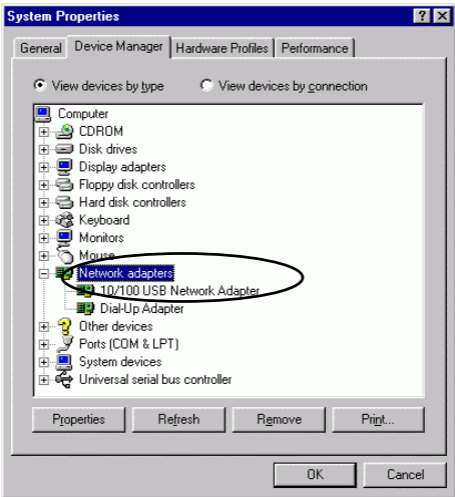 System Properties
General Device Manager Hardware Profiles Performance
View devices by type View devices by connection
Computer
CDROM
Disk drives
Display adapters
Floppy disk controllers
Hard disk controllers
Keyboard
Monitors
Mouse
Network adapters
10/100 USB Network Adapter
Dial-Up Adapter
Other devices
Ports (COM & LPT)
System devices
Universal serial bus controller
Properties Refresh Remove Print...
OK Cancel